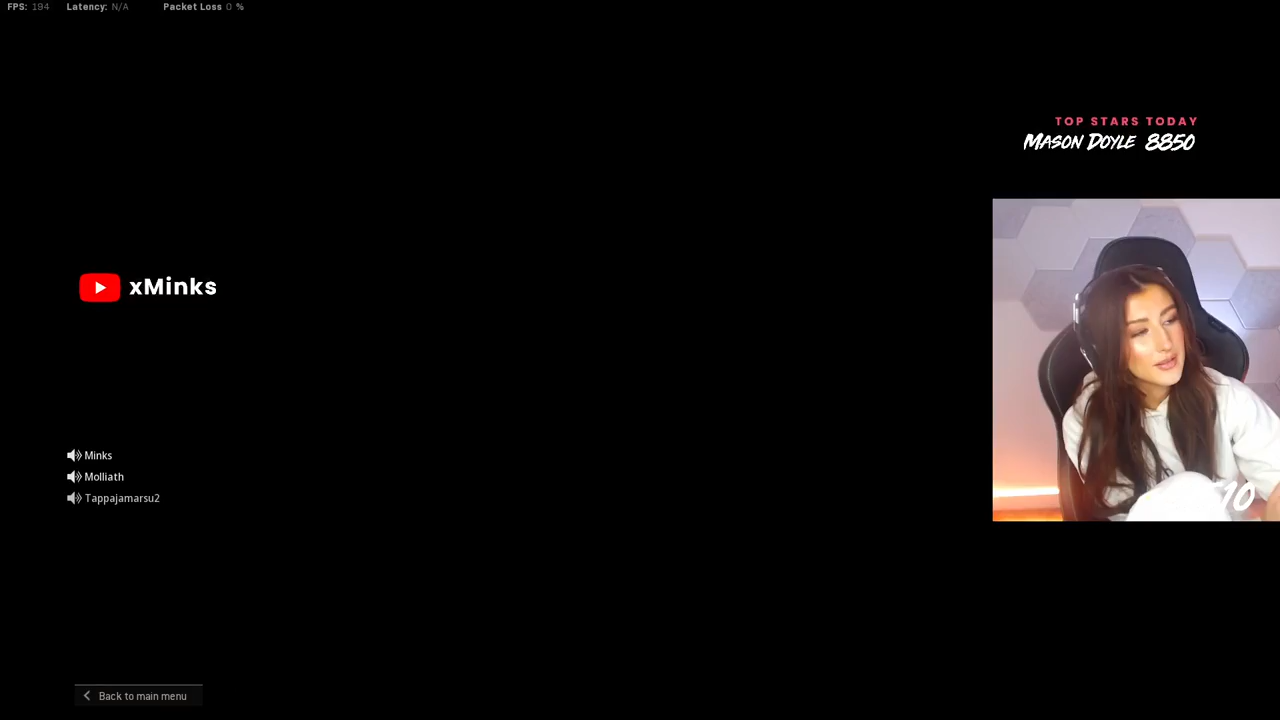 FPS: 194 Latency: N/A Packet Loss 0 %
TOP STARS TODAY
MASON DOYLE 8850
xMinks
Minks
Molliath
Tappajamarsu2
10
Back to main menu